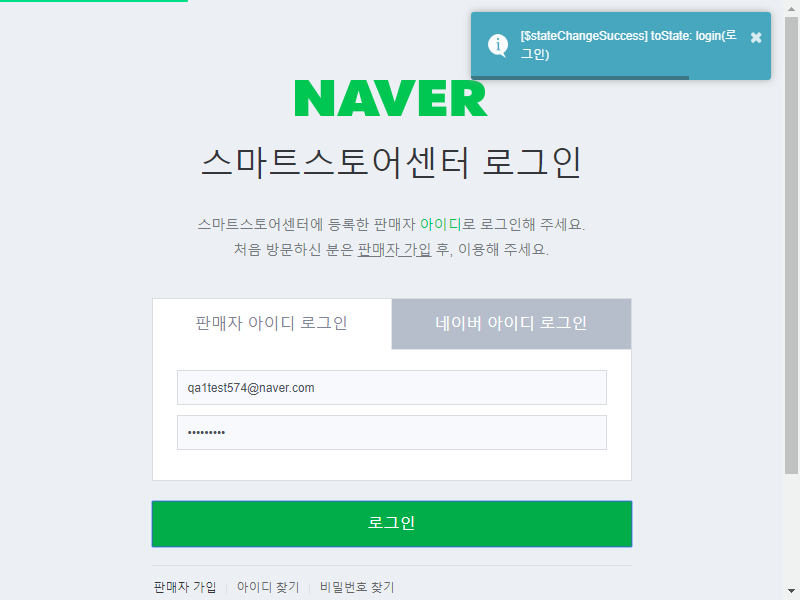 [$stateChangeSuccess] toState: login(로
그인)
NAVER
스마트스토어센터 로그인
스마트스토어센터에 등록한 판매자 아이디로 로그인해 주세요.
처음 방문하신 분은 판매자 가입 후, 이용해 주세요.
판매자 아이디 로그인 네이버 아이디 로그인
qa1test574@naver.com
•••••••••
로그인
판매자 가입 | 아이디 찾기 | 비밀번호 찾기